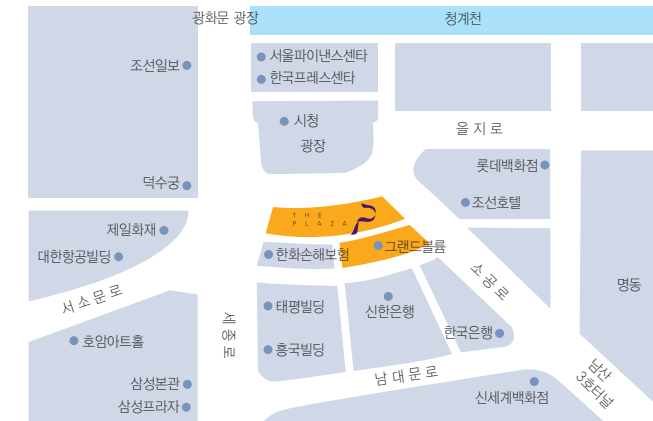 광화문 광장
청계천
조선일보
서울파이낸스센타
한국프레스센타
시청
광장
을지로
덕수궁
롯데백화점
조선호텔
THE
PLAZA
제일화재
대한항공빌딩
한화손해보험
그랜드볼륨
소공로
명동
서소문로
세종로
태평빌딩
신한은행
호암아트홀
흥국빌딩
한국은행
남대문로
남산
3호터널
삼성본관
삼성프라자
신세계백화점